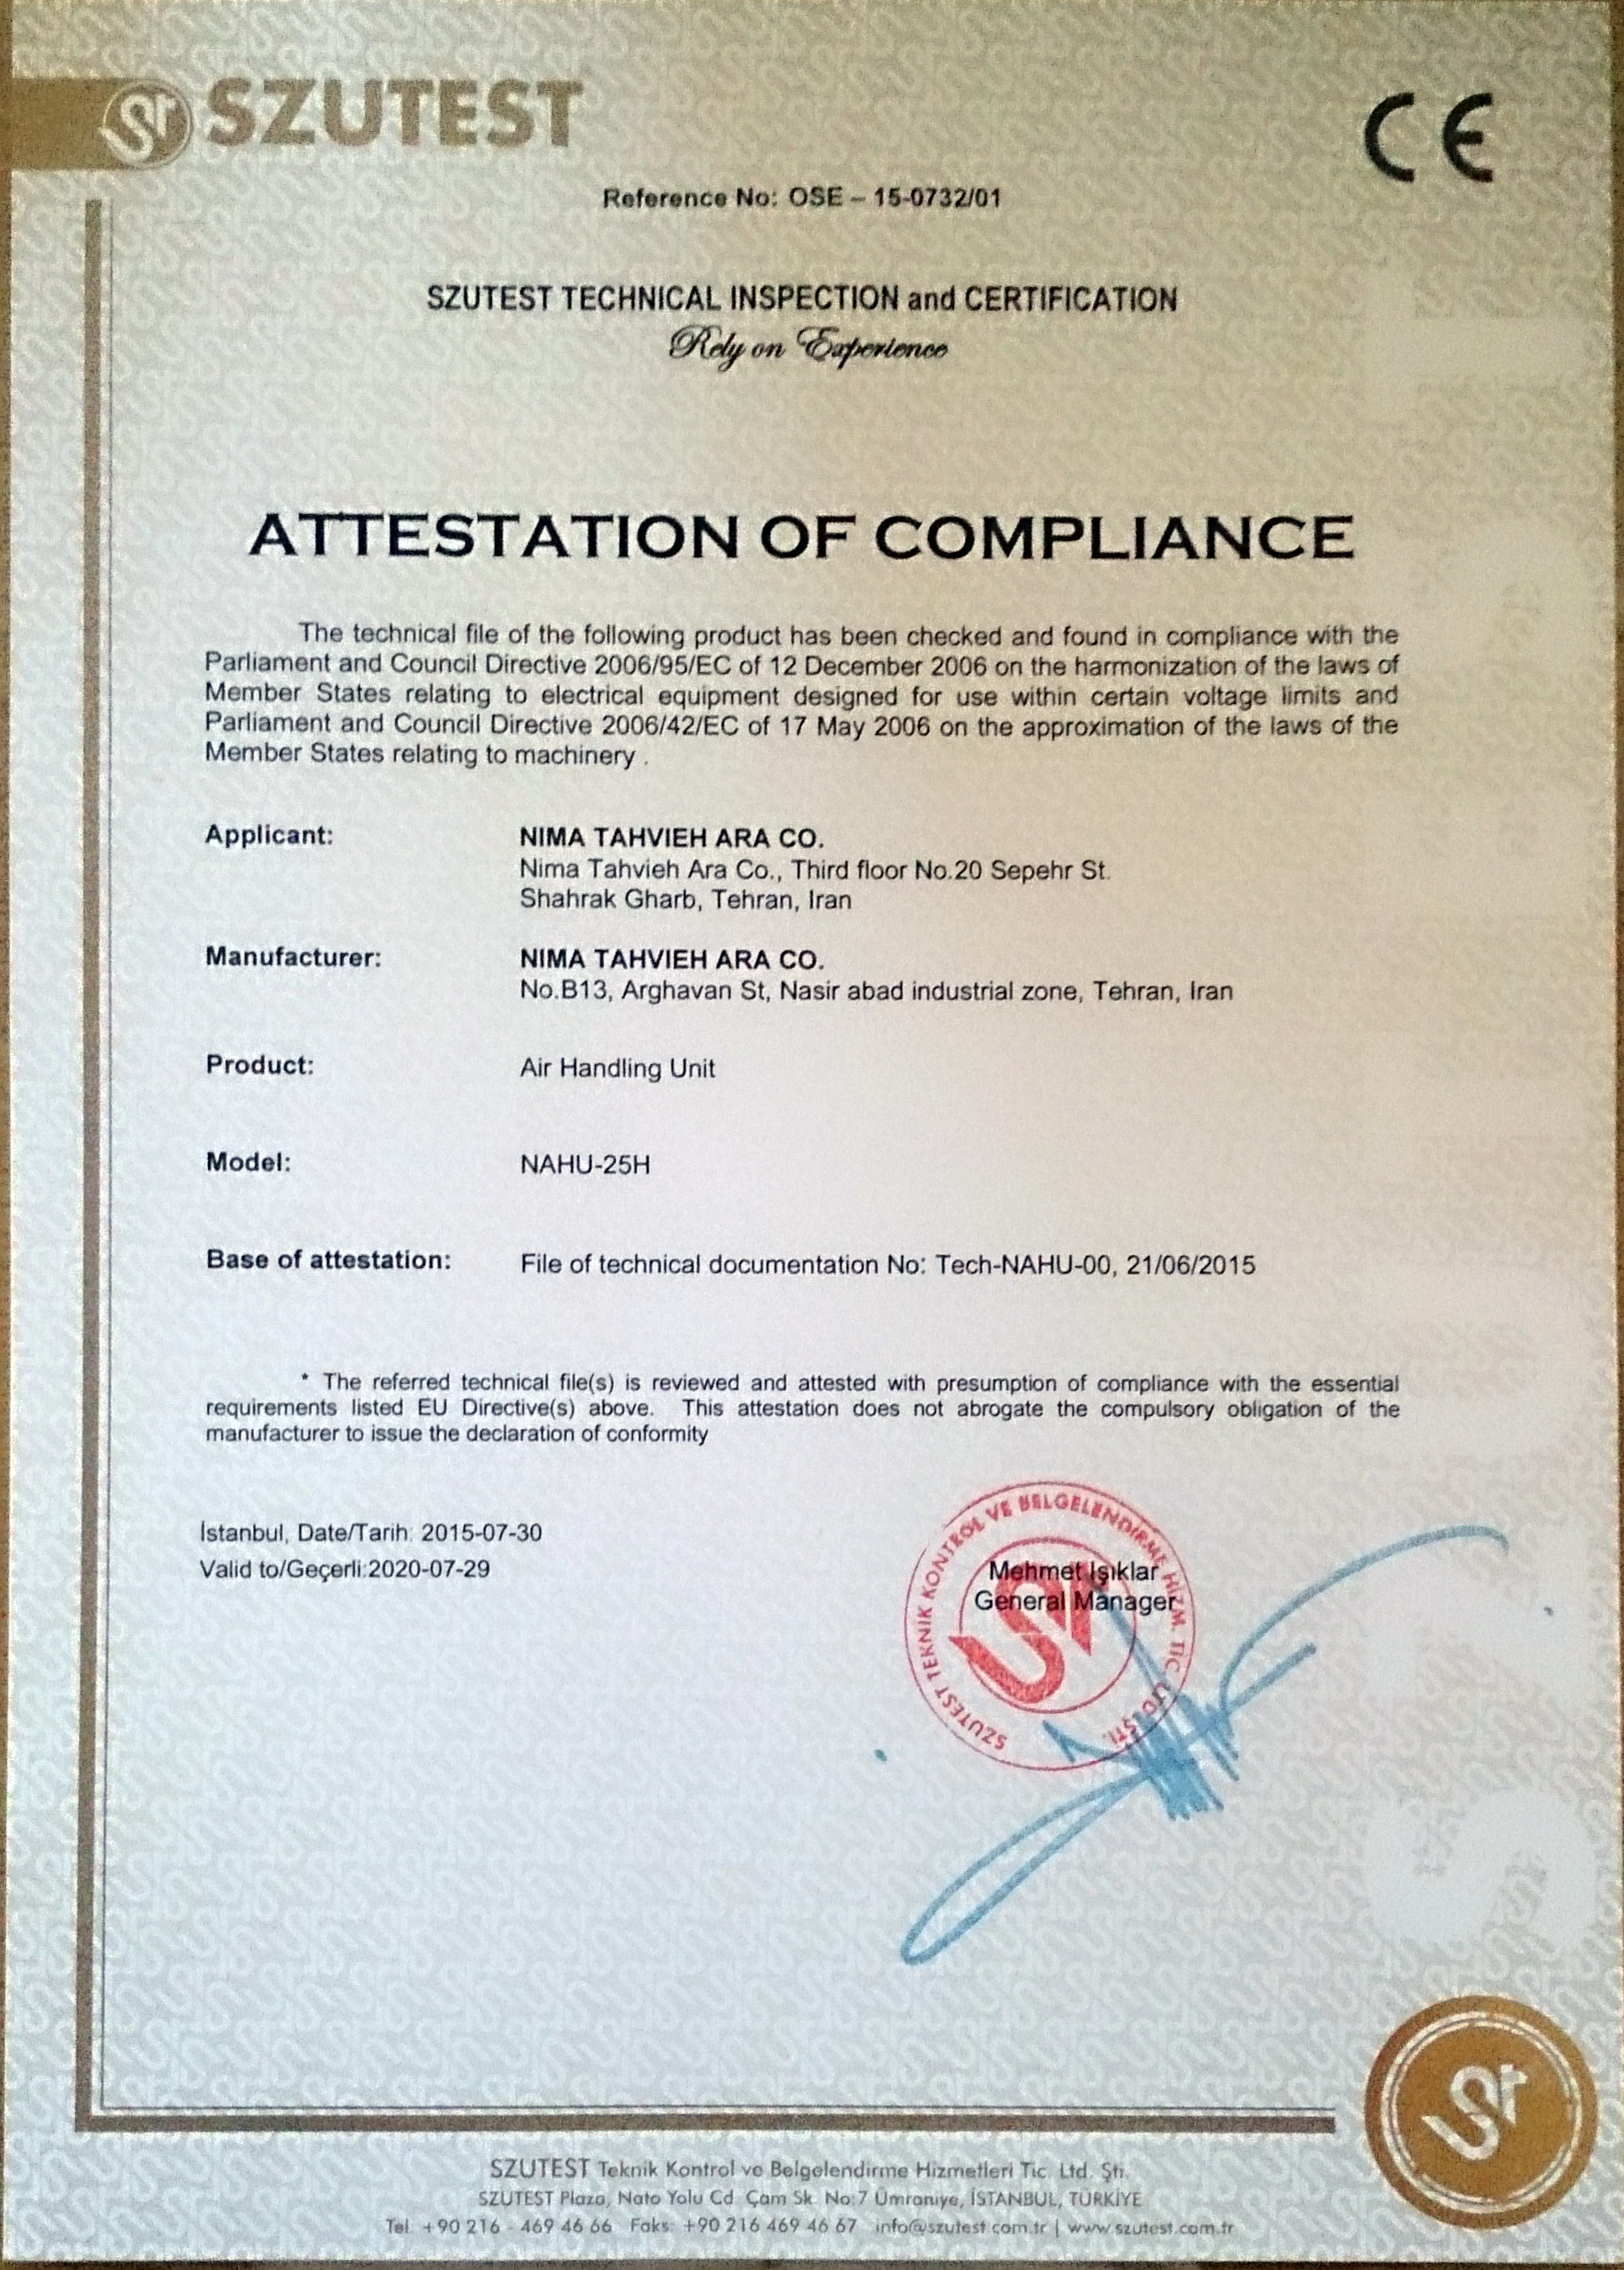 SZUTEST
CE
Reference No: OSE – 15-0732/01
SZUTEST TECHNICAL INSPECTION and CERTIFICATION
Rely on Experience
ATTESTATION OF COMPLIANCE
The technical file of the following product has been checked and found in compliance with the
Parliament and Council Directive 2006/95/EC of 12 December 2006 on the harmonization of the laws of
Member States relating to electrical equipment designed for use within certain voltage limits and
Parliament and Council Directive 2006/42/EC of 17 May 2006 on the approximation of the laws of the
Member States relating to machinery .
Applicant: NIMA TAHVIEH ARA CO.
Nima Tahvieh Ara Co., Third floor No.20 Sepehr St.
Shahrak Gharb, Tehran, Iran
Manufacturer: NIMA TAHVIEH ARA CO.
No.B13, Arghavan St, Nasir abad industrial zone, Tehran, Iran
Product: Air Handling Unit
Model: NAHU-25H
Base of attestation: File of technical documentation No: Tech-NAHU-00, 21/06/2015
* The referred technical file(s) is reviewed and attested with presumption of compliance with the essential
requirements listed EU Directive(s) above. This attestation does not abrogate the compulsory obligation of the
manufacturer to issue the declaration of conformity
İstanbul, Date/Tarih: 2015-07-30
Valid to/Geçerli:2020-07-29
SZUTEST TEKNİK KONTROL VE BELGELENDİRME HİZM. TİC. LTD. ŞTİ.
Mehmet Işıklar
General Manager
SZUTEST Teknik Kontrol ve Belgelendirme Hizmetleri Tic. Ltd. Şti.
SZUTEST Plaza, Nato Yolu Cd. Çam Sk. No:7 Ümraniye, İSTANBUL, TÜRKİYE
Tel: +90 216 - 469 46 66 Faks: +90 216 469 46 67 info@szutest.com.tr | www.szutest.com.tr